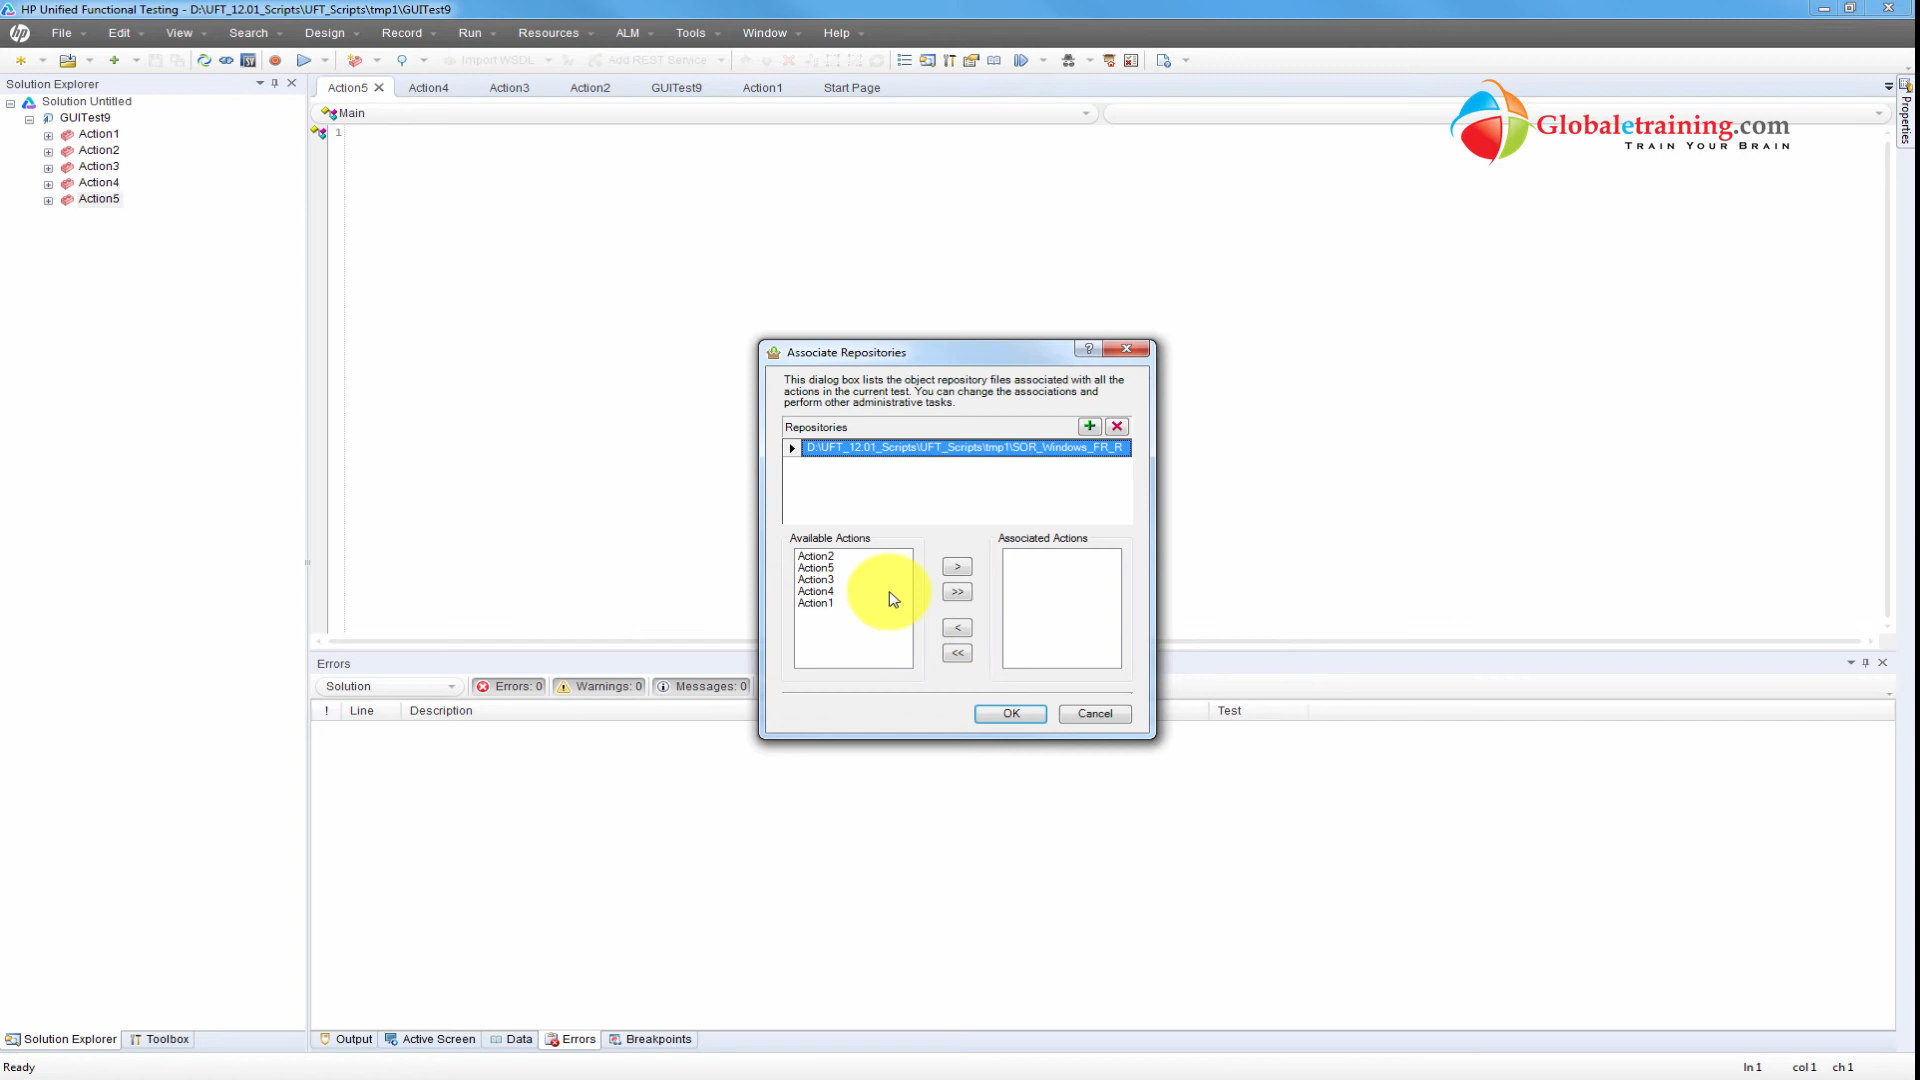 HP Unified Functional Testing - D:\UFT_12.01_Scripts\UFT_Scripts\tmp1\GUITest9
File Edit View Search Design Record Run Resources ALM Tools Window Help
Import WSDL Add REST Service
Solution Explorer
Solution Untitled
GUITest9
Action1
Action2
Action3
Action4
Action5
Action5 Action4 Action3 Action2 GUITest9 Action1 Start Page
Main
1
Properties
Globaletraining.com
TRAIN YOUR BRAIN
Associate Repositories
This dialog box lists the object repository files associated with all the
actions in the current test. You can change the associations and
perform other administrative tasks.
Repositories
D:\UFT_12.01_Scripts\UFT_Scripts\tmp1\SOR_Windows_FR_R
Available Actions
Action2
Action5
Action3
Action4
Action1
>
>>
<
<<
Associated Actions
OK Cancel
Errors
Solution Errors: 0 Warnings: 0 Messages: 0
! Line Description Test
Solution Explorer Toolbox Output Active Screen Data Errors Breakpoints
Ready ln 1 col 1 ch 1